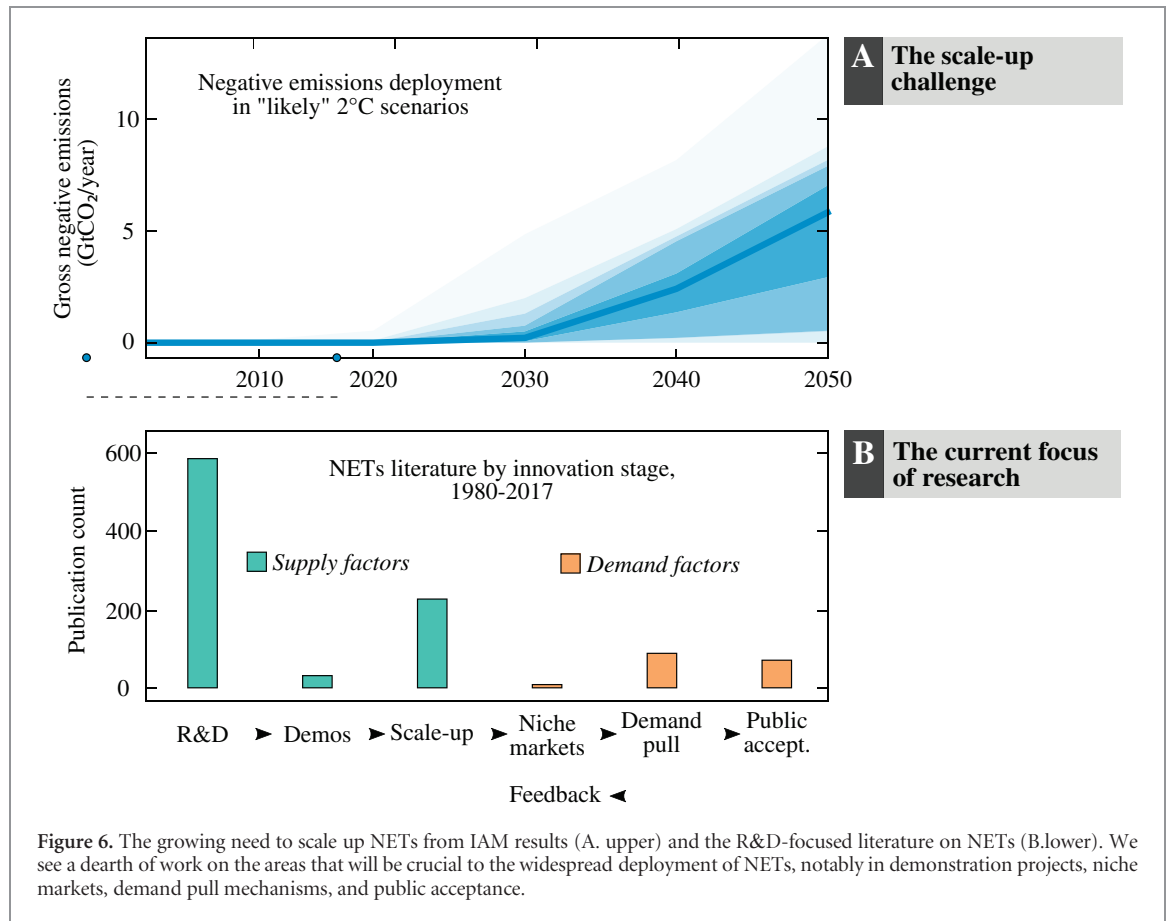 A The scale-up
challenge
Negative emissions deployment
in "likely" 2°C scenarios
Gross negative emissions
(GtCO₂/year)
10
5
0
2010 2020 2030 2040 2050
B The current focus
of research
NETs literature by innovation stage,
1980-2017
Publication count
600
400
200
0
Supply factors Demand factors
R&D ➤ Demos ➤ Scale-up ➤ Niche
markets ➤ Demand
pull ➤ Public
accept.
Feedback ◄
Figure 6. The growing need to scale up NETs from IAM results (A. upper) and the R&D-focused literature on NETs (B.lower). We
see a dearth of work on the areas that will be crucial to the widespread deployment of NETs, notably in demonstration projects, niche
markets, demand pull mechanisms, and public acceptance.